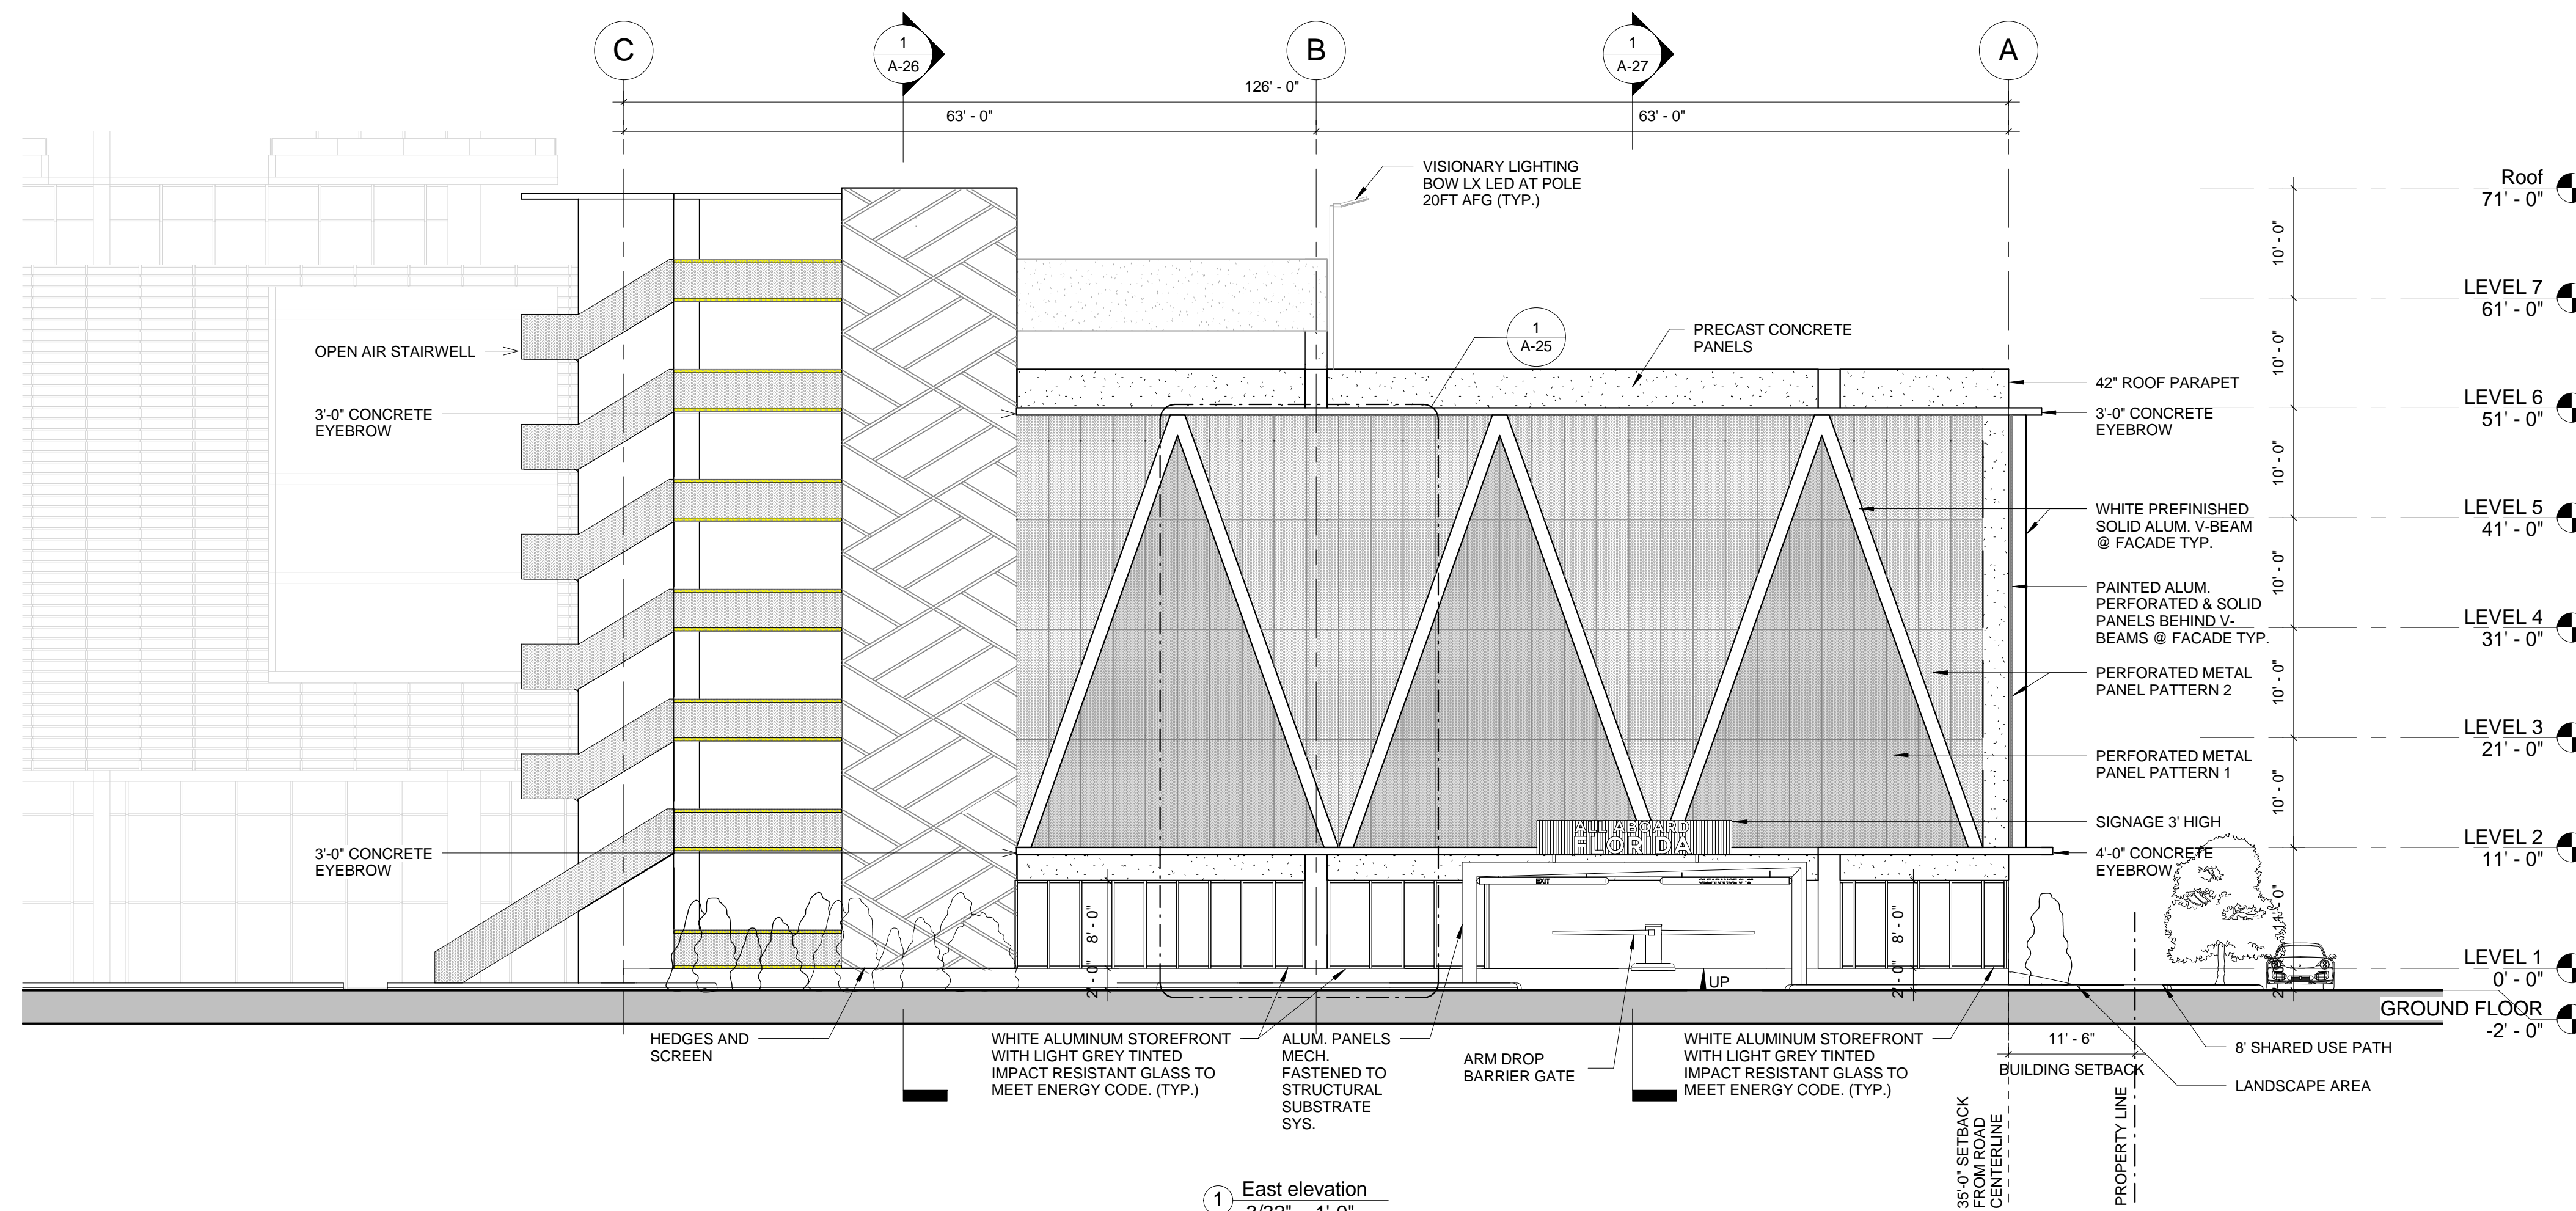 C
1
A-26
B
1
A-27
A
126' - 0"
63' - 0"
63' - 0"
VISIONARY LIGHTING
BOW LX LED AT POLE
20FT AFG (TYP.)
Roof
71' - 0"
10' - 0"
LEVEL 7
61' - 0"
10' - 0"
OPEN AIR STAIRWELL
1
A-25
PRECAST CONCRETE
PANELS
42" ROOF PARAPET
3'-0" CONCRETE
EYEBROW
3'-0" CONCRETE
EYEBROW
LEVEL 6
51' - 0"
10' - 0"
WHITE PREFINISHED
SOLID ALUM. V-BEAM
@ FACADE TYP.
LEVEL 5
41' - 0"
10' - 0"
PAINTED ALUM.
PERFORATED & SOLID
PANELS BEHIND V-
BEAMS @ FACADE TYP.
LEVEL 4
31' - 0"
10' - 0"
PERFORATED METAL
PANEL PATTERN 2
LEVEL 3
21' - 0"
PERFORATED METAL
PANEL PATTERN 1
10' - 0"
SIGNAGE 3' HIGH
ALL ABOARD
FLORIDA
3'-0" CONCRETE
EYEBROW
4'-0" CONCRETE
EYEBROW
LEVEL 2
11' - 0"
EXIT
CLEARANCE 8'-2"
8' - 0"
8' - 0"
11' - 0"
LEVEL 1
0' - 0"
2' - 0"
UP
2' - 0"
GROUND FLOOR
-2' - 0"
HEDGES AND
SCREEN
WHITE ALUMINUM STOREFRONT
WITH LIGHT GREY TINTED
IMPACT RESISTANT GLASS TO
MEET ENERGY CODE. (TYP.)
ALUM. PANELS
MECH.
FASTENED TO
STRUCTURAL
SUBSTRATE
SYS.
ARM DROP
BARRIER GATE
WHITE ALUMINUM STOREFRONT
WITH LIGHT GREY TINTED
IMPACT RESISTANT GLASS TO
MEET ENERGY CODE. (TYP.)
11' - 6"
BUILDING SETBACK
8' SHARED USE PATH
LANDSCAPE AREA
35'-0" SETBACK
FROM ROAD
CENTERLINE
PROPERTY LINE
1
East elevation
3/32" = 1'-0"